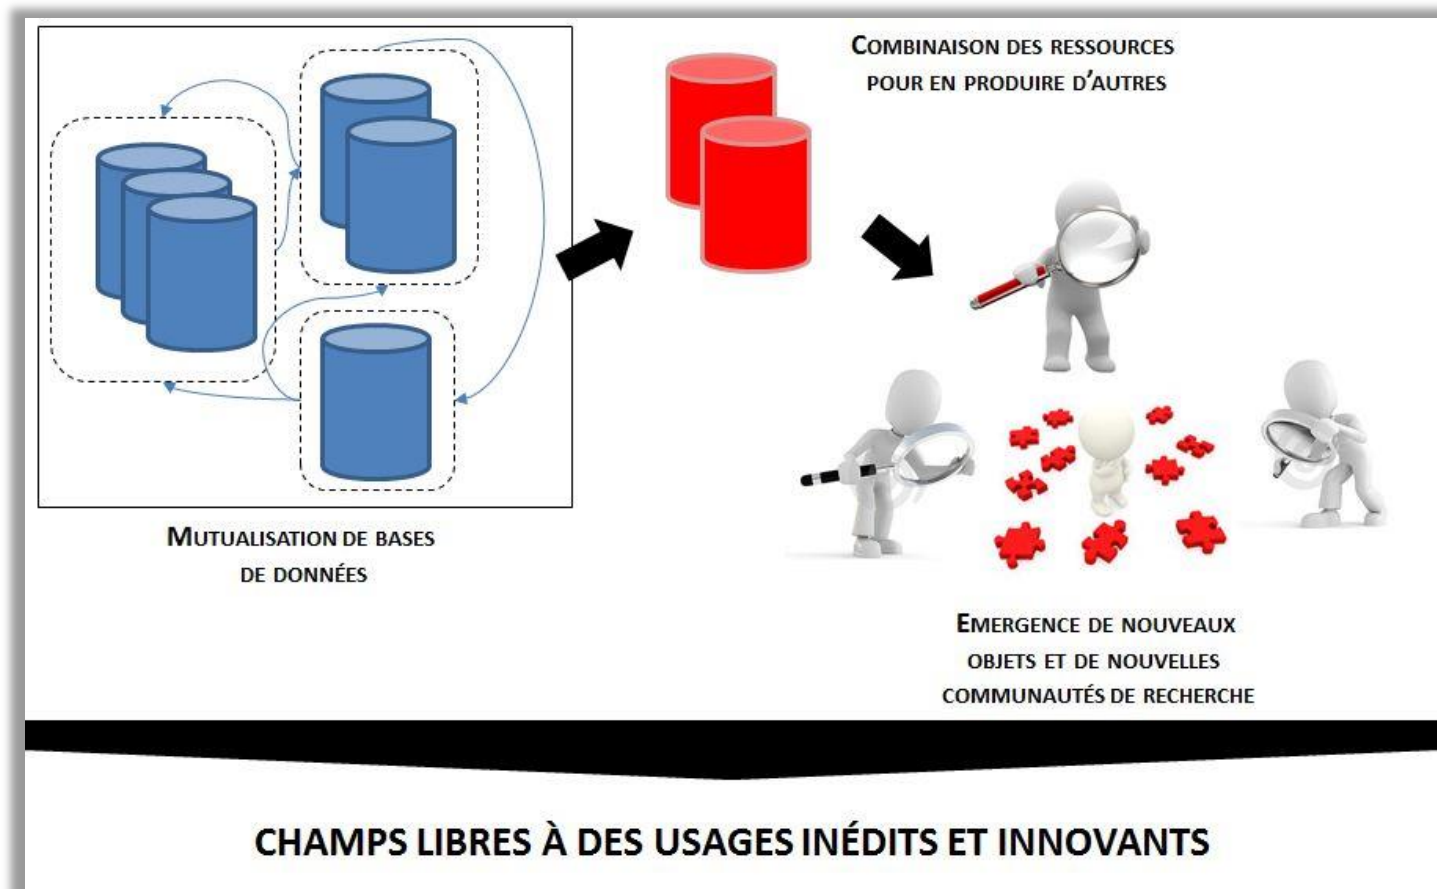 COMBINAISON DES RESSOURCES
POUR EN PRODUIRE D'AUTRES
MUTUALISATION DE BASES
DE DONNÉES
EMERGENCE DE NOUVEAUX
OBJETS ET DE NOUVELLES
COMMUNAUTÉS DE RECHERCHE
CHAMPS LIBRES À DES USAGES INÉDITS ET INNOVANTS